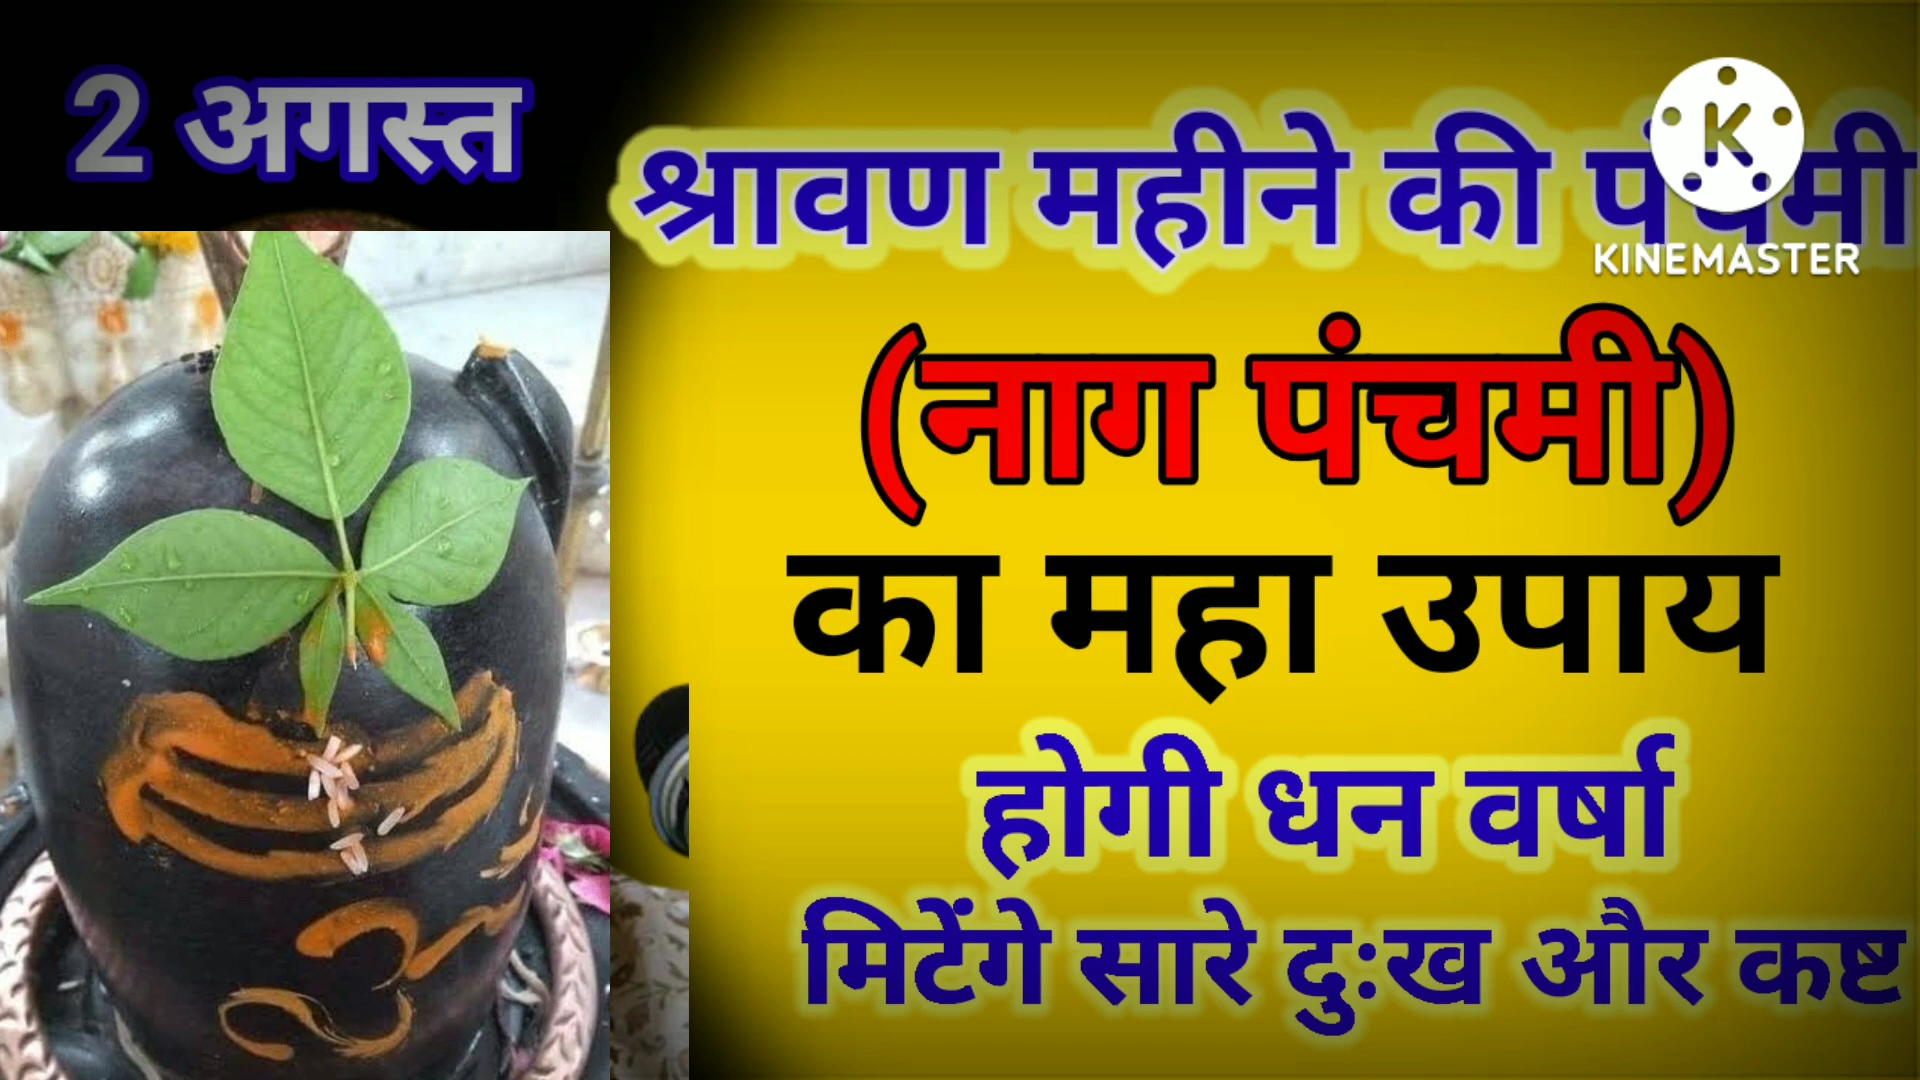 2 अगस्त
श्रावण महीने की पंचमी
KINEMASTER
(नाग पंचमी)
का महा उपाय
होगी धन वर्षा
मिटेंगे सारे दुःख और कष्ट